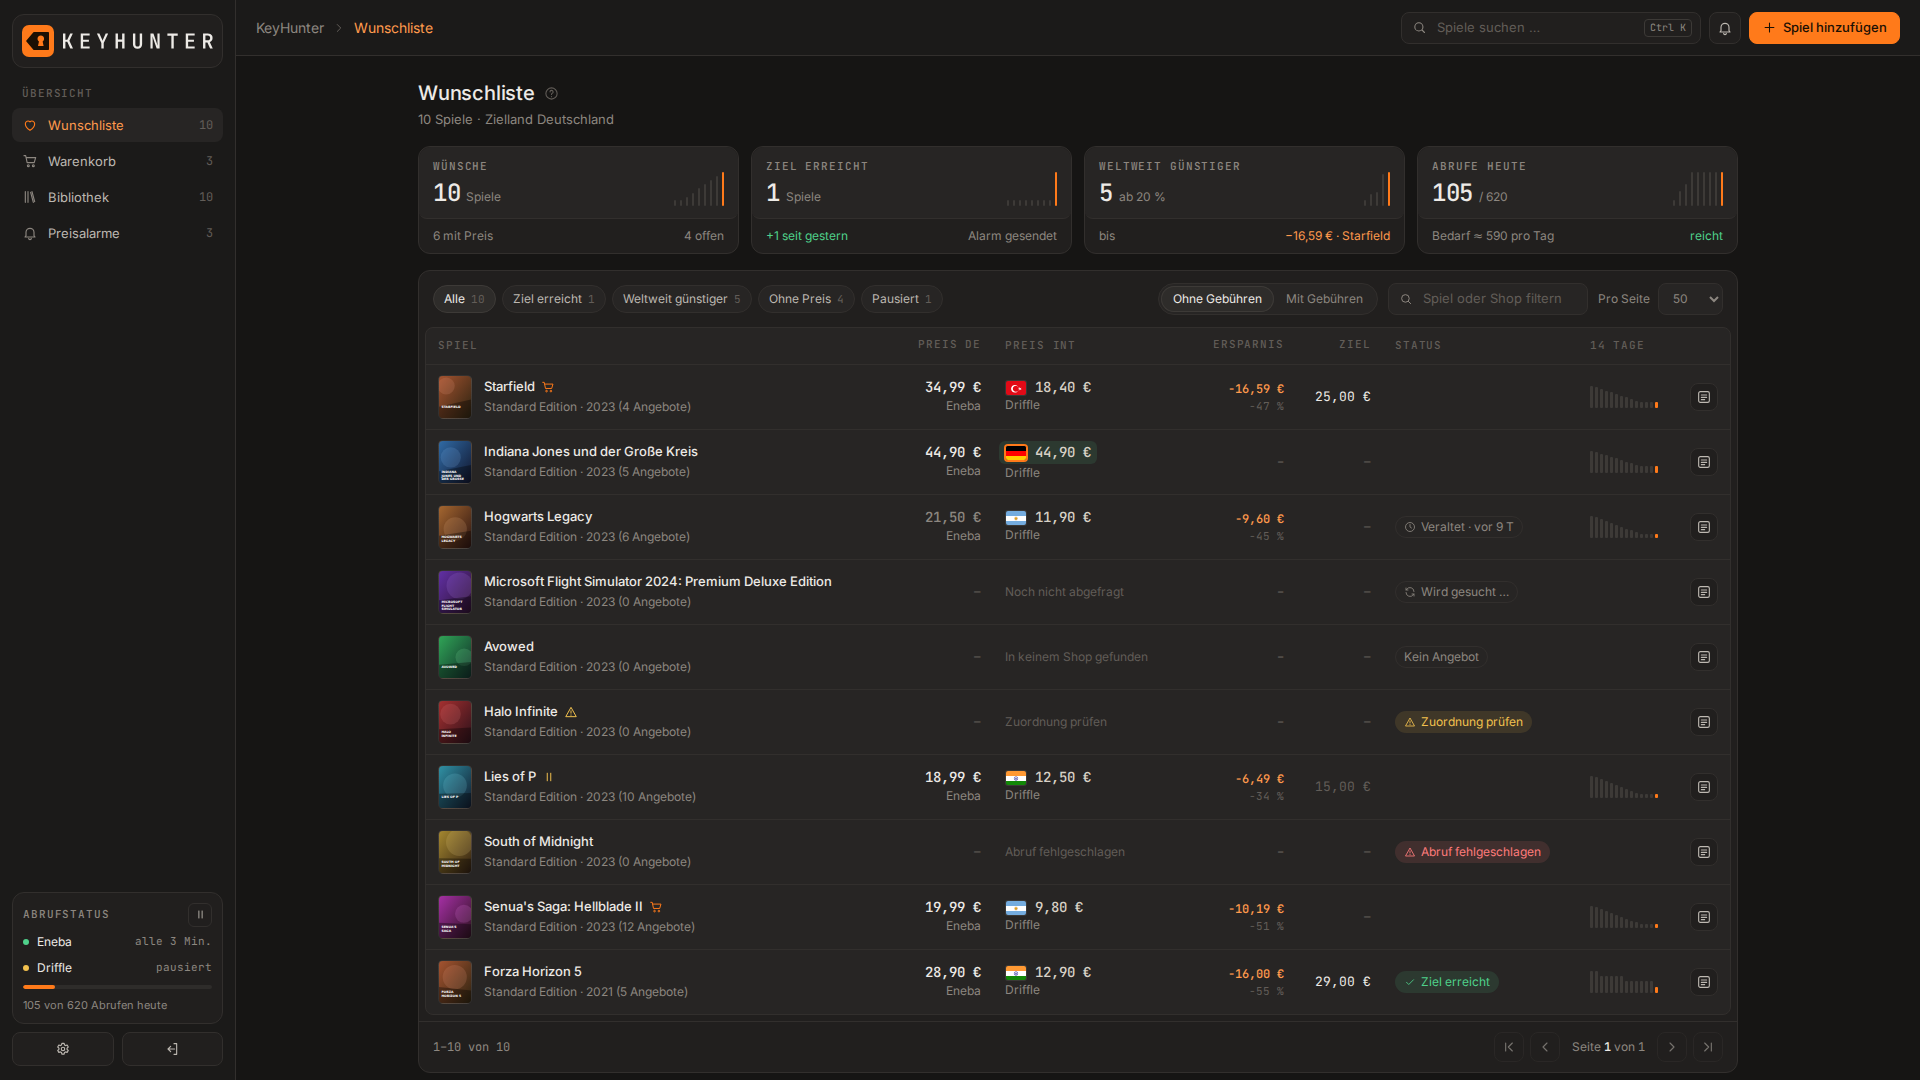 KEYHUNTER
ÜBERSICHT
Wunschliste 10
Warenkorb 3
Bibliothek 10
Preisalarme 3
ABRUFSTATUS
Eneba alle 3 Min.
Driffle pausiert
105 von 620 Abrufen heute
KeyHunter Wunschliste
Spiele suchen ... Ctrl K
Spiel hinzufügen
Wunschliste
10 Spiele · Zielland Deutschland
WÜNSCHE
10 Spiele
6 mit Preis 4 offen
ZIEL ERREICHT
1 Spiele
+1 seit gestern Alarm gesendet
WELTWEIT GÜNSTIGER
5 ab 20 %
bis −16,59 € · Starfield
ABRUFE HEUTE
105 / 620
Bedarf ≈ 590 pro Tag reicht
Alle 10 Ziel erreicht 1 Weltweit günstiger 5 Ohne Preis 4 Pausiert 1
Ohne Gebühren Mit Gebühren Spiel oder Shop filtern Pro Seite 50
SPIEL PREIS DE PREIS INT ERSPARNIS ZIEL STATUS 14 TAGE
Starfield 34,99 € 18,40 € -16,59 € 25,00 €
Standard Edition · 2023 (4 Angebote) Eneba Driffle -47 %
Indiana Jones und der Große Kreis 44,90 € 44,90 € – –
Standard Edition · 2023 (5 Angebote) Eneba Driffle
Hogwarts Legacy 21,50 € 11,90 € -9,60 € – Veraltet · vor 9 T
Standard Edition · 2023 (6 Angebote) Eneba Driffle -45 %
Microsoft Flight Simulator 2024: Premium Deluxe Edition – Noch nicht abgefragt – – Wird gesucht ...
Standard Edition · 2023 (0 Angebote)
Avowed – In keinem Shop gefunden – – Kein Angebot
Standard Edition · 2023 (0 Angebote)
Halo Infinite – Zuordnung prüfen – – Zuordnung prüfen
Standard Edition · 2023 (0 Angebote)
Lies of P 18,99 € 12,50 € -6,49 € 15,00 €
Standard Edition · 2023 (10 Angebote) Eneba Driffle -34 %
South of Midnight – Abruf fehlgeschlagen – – Abruf fehlgeschlagen
Standard Edition · 2023 (0 Angebote)
Senua's Saga: Hellblade II 19,99 € 9,80 € -10,19 € –
Standard Edition · 2023 (12 Angebote) Eneba Driffle -51 %
Forza Horizon 5 28,90 € 12,90 € -16,00 € 29,00 € Ziel erreicht
Standard Edition · 2021 (5 Angebote) Eneba Driffle -55 %
1–10 von 10 Seite 1 von 1